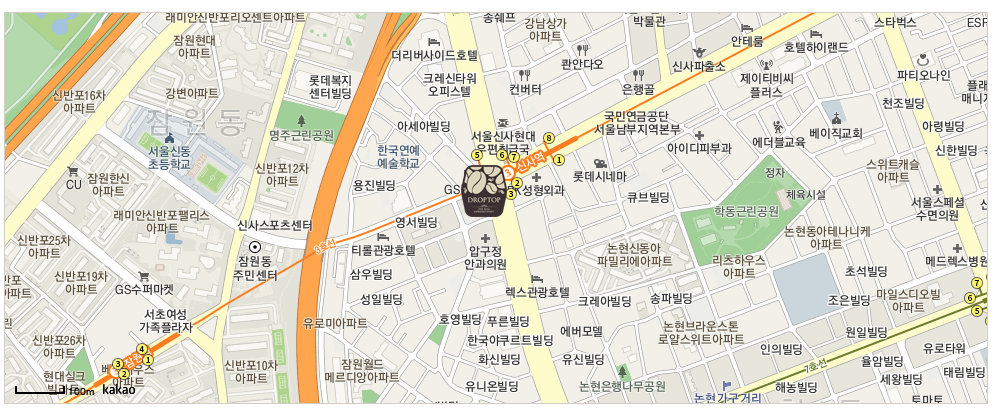 래미안신반포리오센트아파트
송쉐프
강남상가
아파트
박물관
스타벅스
잠원현대
아파트
더리버사이드호텔
안테룸
호텔하이랜드
콴안다오
신사파출소
파티오나인
롯데복지
센터빌딩
크레신타워
오피스텔
컨버터
은행골
제이티비씨
플러스
신반포16차
아파트
강변아파트
천조빌딩
잠원동
명주근린공원
아세아빌딩
서울신사현대
우편취급국
국민연금공단
서울남부지역본부
베이직교회
아령빌딩
에더블교육
서울신동
초등학교
한국연예
예술학교
5
6
7
8
1
2
3
신사역
아이디피부과
신한빌딩
신반포12차
아파트
롯데시네마
스위트캐슬
아파트
정자
체육시설
CU
잠원한신
아파트
용진빌딩
DROPTOP
성형외과
큐브빌딩
서울스페셜
수면의원
래미안신반포팰리스
아파트
신사스포츠센터
영서빌딩
학동근린공원
논현동아테나니케
아파트
신반포25차
아파트
잠원동
주민센터
3호선
티롤관광호텔
압구정
안과의원
논현신동아
파밀리에아파트
리츠하우스
아파트
메드렉스병원
신반포19차
아파트
GS수퍼마켓
삼우빌딩
초석빌딩
렉스관광호텔
성일빌딩
크레아빌딩
송파빌딩
조은빌딩
마일스디오빌
아파트
7
6
5
서초여성
가족플라자
유로미아파트
호영빌딩
푸른빌딩
에버모델
논현브라운스톤
로얄스위트아파트
원일빌딩
신반포26차
아파트
한국야쿠르트빌딩
인의빌딩
유로타워
4
3
1
2
잠원
화신빌딩
유진빌딩
7호선
율암빌딩
태림빌딩
현대실크
신반포10차
아파트
잠원월드
메르디앙아파트
유니온빌딩
논현은행나무공원
해농빌딩
세왕빌딩
논현가구거리
토마토
100m
kakao